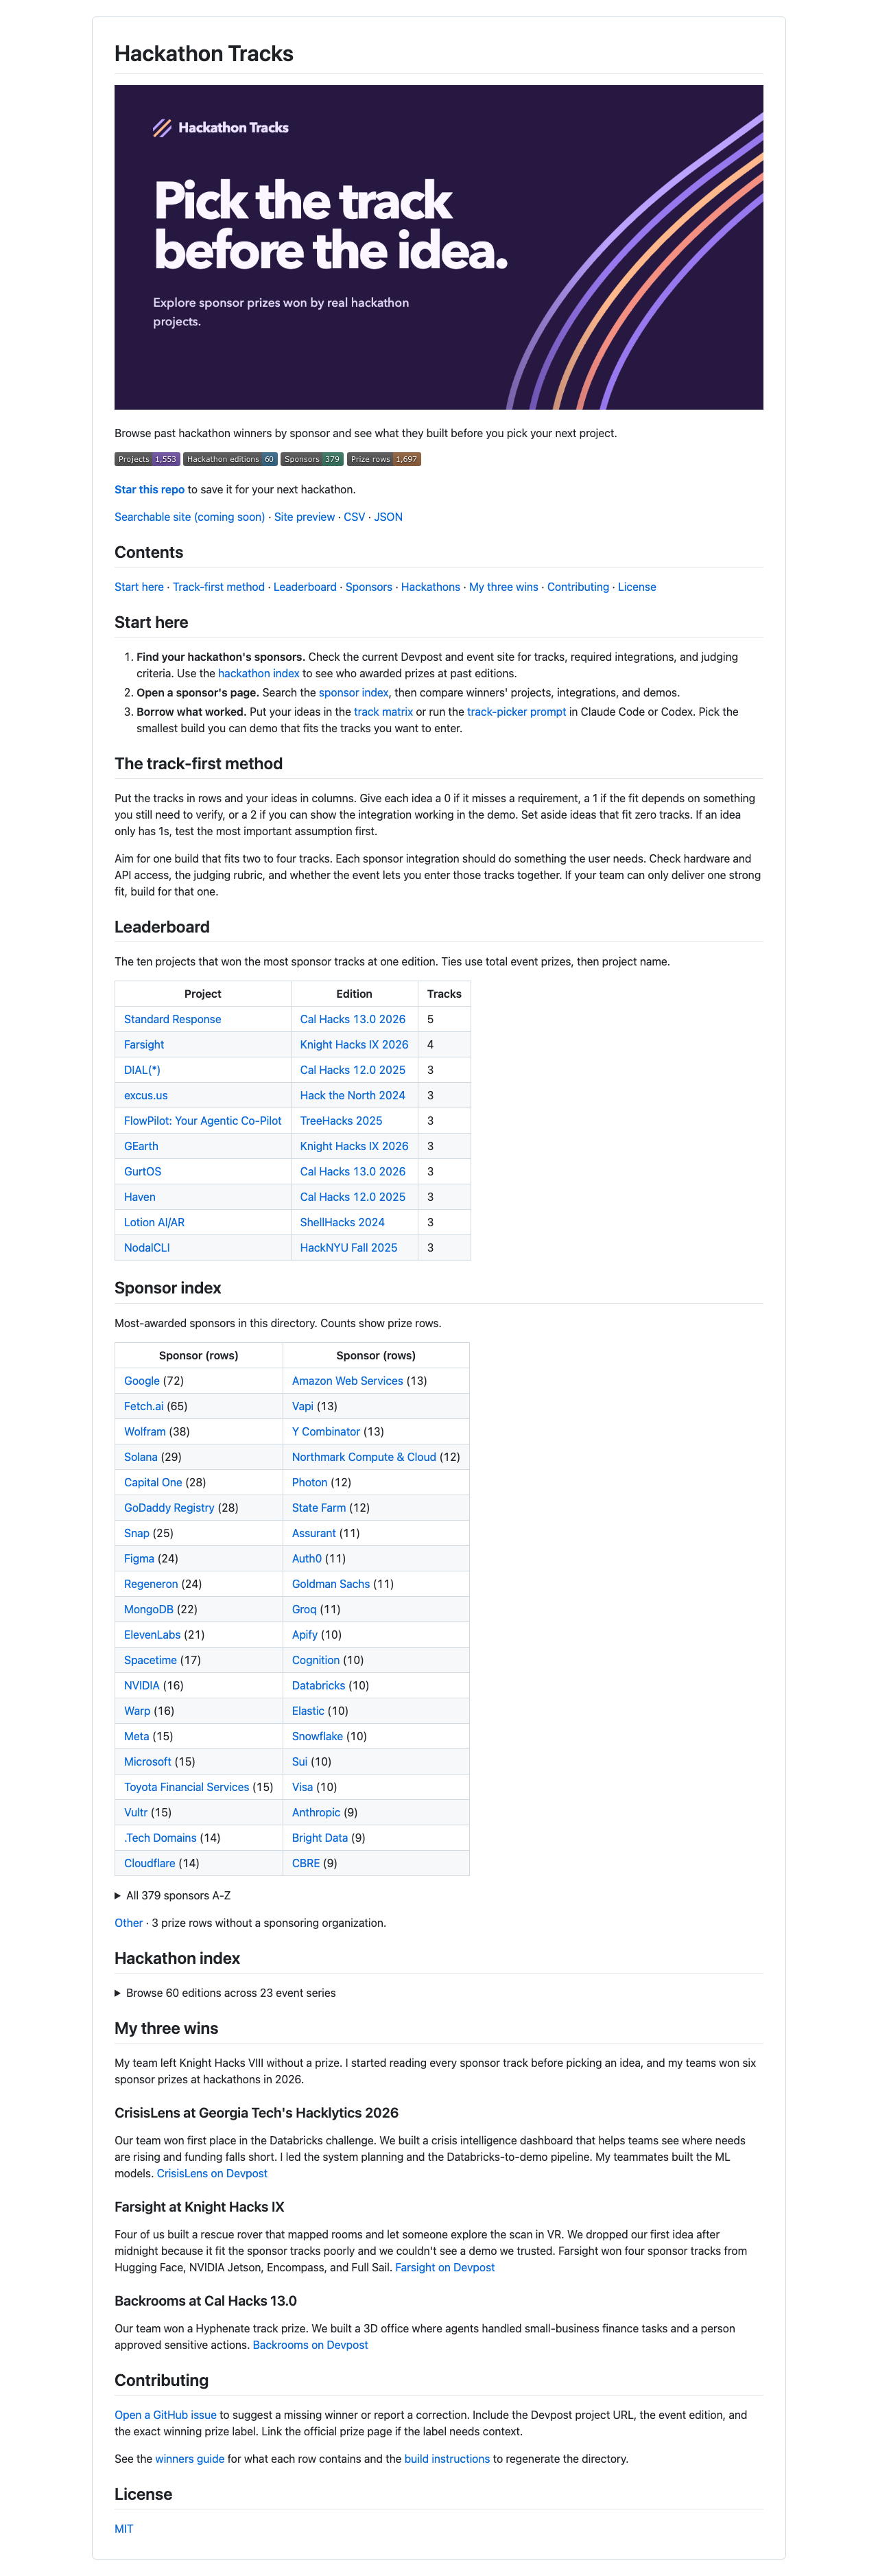 Hackathon Tracks
Hackathon Tracks
Pick the track
before the idea.
Explore sponsor prizes won by real hackathon
projects.
Browse past hackathon winners by sponsor and see what they built before you pick your next project.
Projects 1,553 Hackathon editions 60 Sponsors 379 Prize rows 1,697
Star this repo to save it for your next hackathon.
Searchable site (coming soon) · Site preview · CSV · JSON
Contents
Start here · Track-first method · Leaderboard · Sponsors · Hackathons · My three wins · Contributing · License
Start here
1. Find your hackathon's sponsors. Check the current Devpost and event site for tracks, required integrations, and judging
criteria. Use the hackathon index to see who awarded prizes at past editions.
2. Open a sponsor's page. Search the sponsor index, then compare winners' projects, integrations, and demos.
3. Borrow what worked. Put your ideas in the track matrix or run the track-picker prompt in Claude Code or Codex. Pick the
smallest build you can demo that fits the tracks you want to enter.
The track-first method
Put the tracks in rows and your ideas in columns. Give each idea a 0 if it misses a requirement, a 1 if the fit depends on something
you still need to verify, or a 2 if you can show the integration working in the demo. Set aside ideas that fit zero tracks. If an idea
only has 1s, test the most important assumption first.
Aim for one build that fits two to four tracks. Each sponsor integration should do something the user needs. Check hardware and
API access, the judging rubric, and whether the event lets you enter those tracks together. If your team can only deliver one strong
fit, build for that one.
Leaderboard
The ten projects that won the most sponsor tracks at one edition. Ties use total event prizes, then project name.
Project Edition Tracks
Standard Response Cal Hacks 13.0 2026 5
Farsight Knight Hacks IX 2026 4
DIAL(*) Cal Hacks 12.0 2025 3
excus.us Hack the North 2024 3
FlowPilot: Your Agentic Co-Pilot TreeHacks 2025 3
GEarth Knight Hacks IX 2026 3
GurtOS Cal Hacks 13.0 2026 3
Haven Cal Hacks 12.0 2025 3
Lotion AI/AR ShellHacks 2024 3
NodalCLI HackNYU Fall 2025 3
Sponsor index
Most-awarded sponsors in this directory. Counts show prize rows.
Sponsor (rows) Sponsor (rows)
Google (72) Amazon Web Services (13)
Fetch.ai (65) Vapi (13)
Wolfram (38) Y Combinator (13)
Solana (29) Northmark Compute & Cloud (12)
Capital One (28) Photon (12)
GoDaddy Registry (28) State Farm (12)
Snap (25) Assurant (11)
Figma (24) Auth0 (11)
Regeneron (24) Goldman Sachs (11)
MongoDB (22) Groq (11)
ElevenLabs (21) Apify (10)
Spacetime (17) Cognition (10)
NVIDIA (16) Databricks (10)
Warp (16) Elastic (10)
Meta (15) Snowflake (10)
Microsoft (15) Sui (10)
Toyota Financial Services (15) Visa (10)
Vultr (15) Anthropic (9)
.Tech Domains (14) Bright Data (9)
Cloudflare (14) CBRE (9)
All 379 sponsors A-Z
Other · 3 prize rows without a sponsoring organization.
Hackathon index
Browse 60 editions across 23 event series
My three wins
My team left Knight Hacks VIII without a prize. I started reading every sponsor track before picking an idea, and my teams won six
sponsor prizes at hackathons in 2026.
CrisisLens at Georgia Tech's Hacklytics 2026
Our team won first place in the Databricks challenge. We built a crisis intelligence dashboard that helps teams see where needs
are rising and funding falls short. I led the system planning and the Databricks-to-demo pipeline. My teammates built the ML
models. CrisisLens on Devpost
Farsight at Knight Hacks IX
Four of us built a rescue rover that mapped rooms and let someone explore the scan in VR. We dropped our first idea after
midnight because it fit the sponsor tracks poorly and we couldn't see a demo we trusted. Farsight won four sponsor tracks from
Hugging Face, NVIDIA Jetson, Encompass, and Full Sail. Farsight on Devpost
Backrooms at Cal Hacks 13.0
Our team won a Hyphenate track prize. We built a 3D office where agents handled small-business finance tasks and a person
approved sensitive actions. Backrooms on Devpost
Contributing
Open a GitHub issue to suggest a missing winner or report a correction. Include the Devpost project URL, the event edition, and
the exact winning prize label. Link the official prize page if the label needs context.
See the winners guide for what each row contains and the build instructions to regenerate the directory.
License
MIT